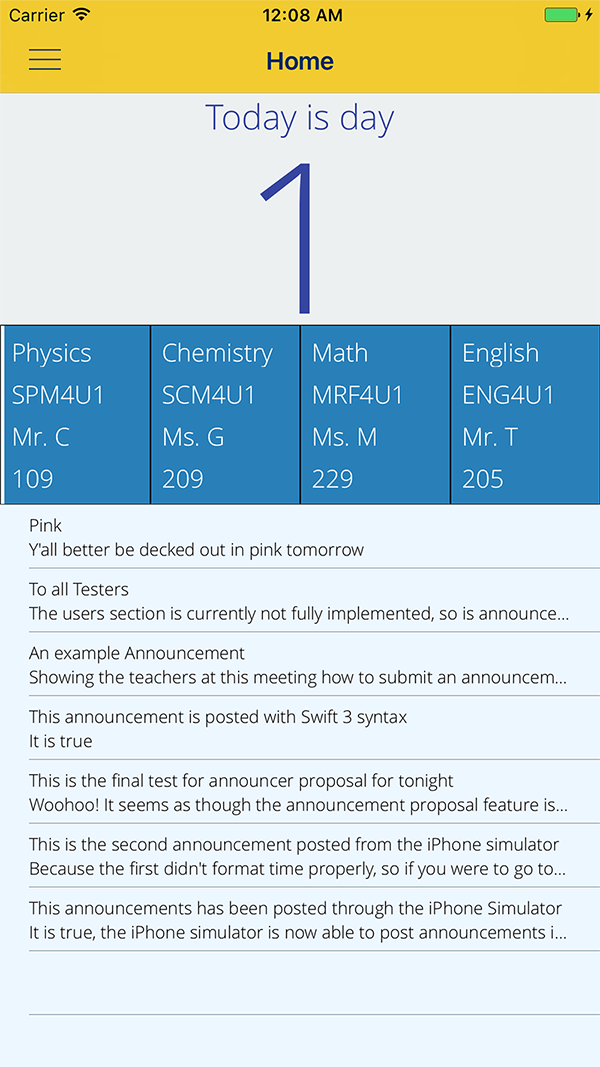 Carrier 12:08 AM
Home
Today is day
1
Physics Chemistry Math English
SPM4U1 SCM4U1 MRF4U1 ENG4U1
Mr. C Ms. G Ms. M Mr. T
109 209 229 205
Pink
Y'all better be decked out in pink tomorrow
To all Testers
The users section is currently not fully implemented, so is announce...
An example Announcement
Showing the teachers at this meeting how to submit an announcem...
This announcement is posted with Swift 3 syntax
It is true
This is the final test for announcer proposal for tonight
Woohoo! It seems as though the announcement proposal feature is...
This is the second announcement posted from the iPhone simulator
Because the first didn't format time properly, so if you were to go to...
This announcements has been posted through the iPhone Simulator
It is true, the iPhone simulator is now able to post announcements i...